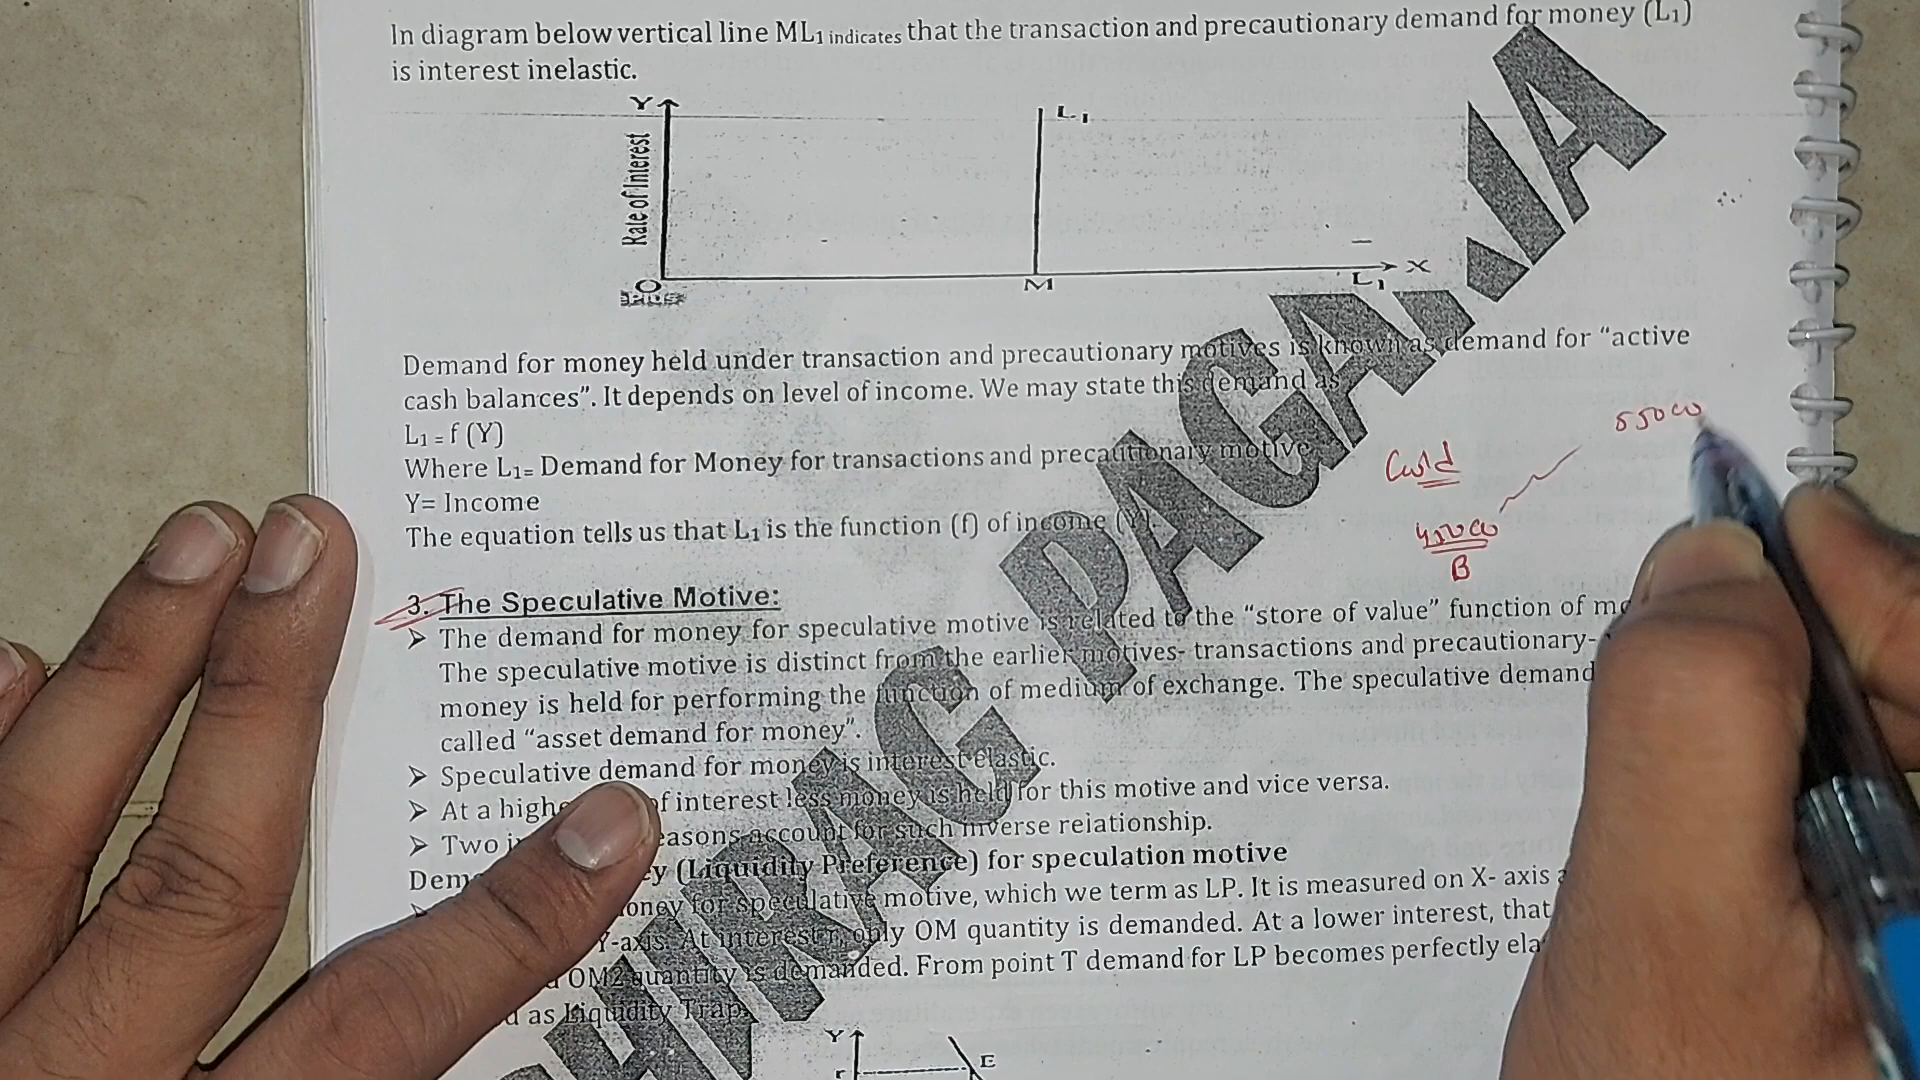 In diagram below vertical line ML1 indicates that the transaction and precautionary demand for money (L1)
is interest inelastic.
Y
L1
Rate of Interest
O
M
L1
X
Demand for money held under transaction and precautionary motives is known as demand for “active
cash balances”. It depends on level of income. We may state this demand as
L1 = f (Y)
Where L1= Demand for Money for transactions and precautionary motive
Y= Income
The equation tells us that L1 is the function (f) of income (Y).
55000
B
3. The Speculative Motive:
➤ The demand for money for speculative motive is related to the “store of value” function of
The speculative motive is distinct from the earlier motives- transactions and precautionary-
money is held for performing the function of medium of exchange. The speculative demand
called “asset demand for money”.
➤ Speculative demand for money is interest elastic.
➤ At a of interest less money is held for this motive and vice versa.
➤ Two account for such inverse relationship.
(Liquidity Preference) for speculation motive
for speculative motive, which we term as LP. It is measured on X- axis
Y-axis. At interest r, only OM quantity is demanded. At a lower interest, that
OM2 quantity is demanded. From point T demand for LP becomes perfectly
as Liquidity Trap.
Y
E
r
CHIRAG PAGARNA